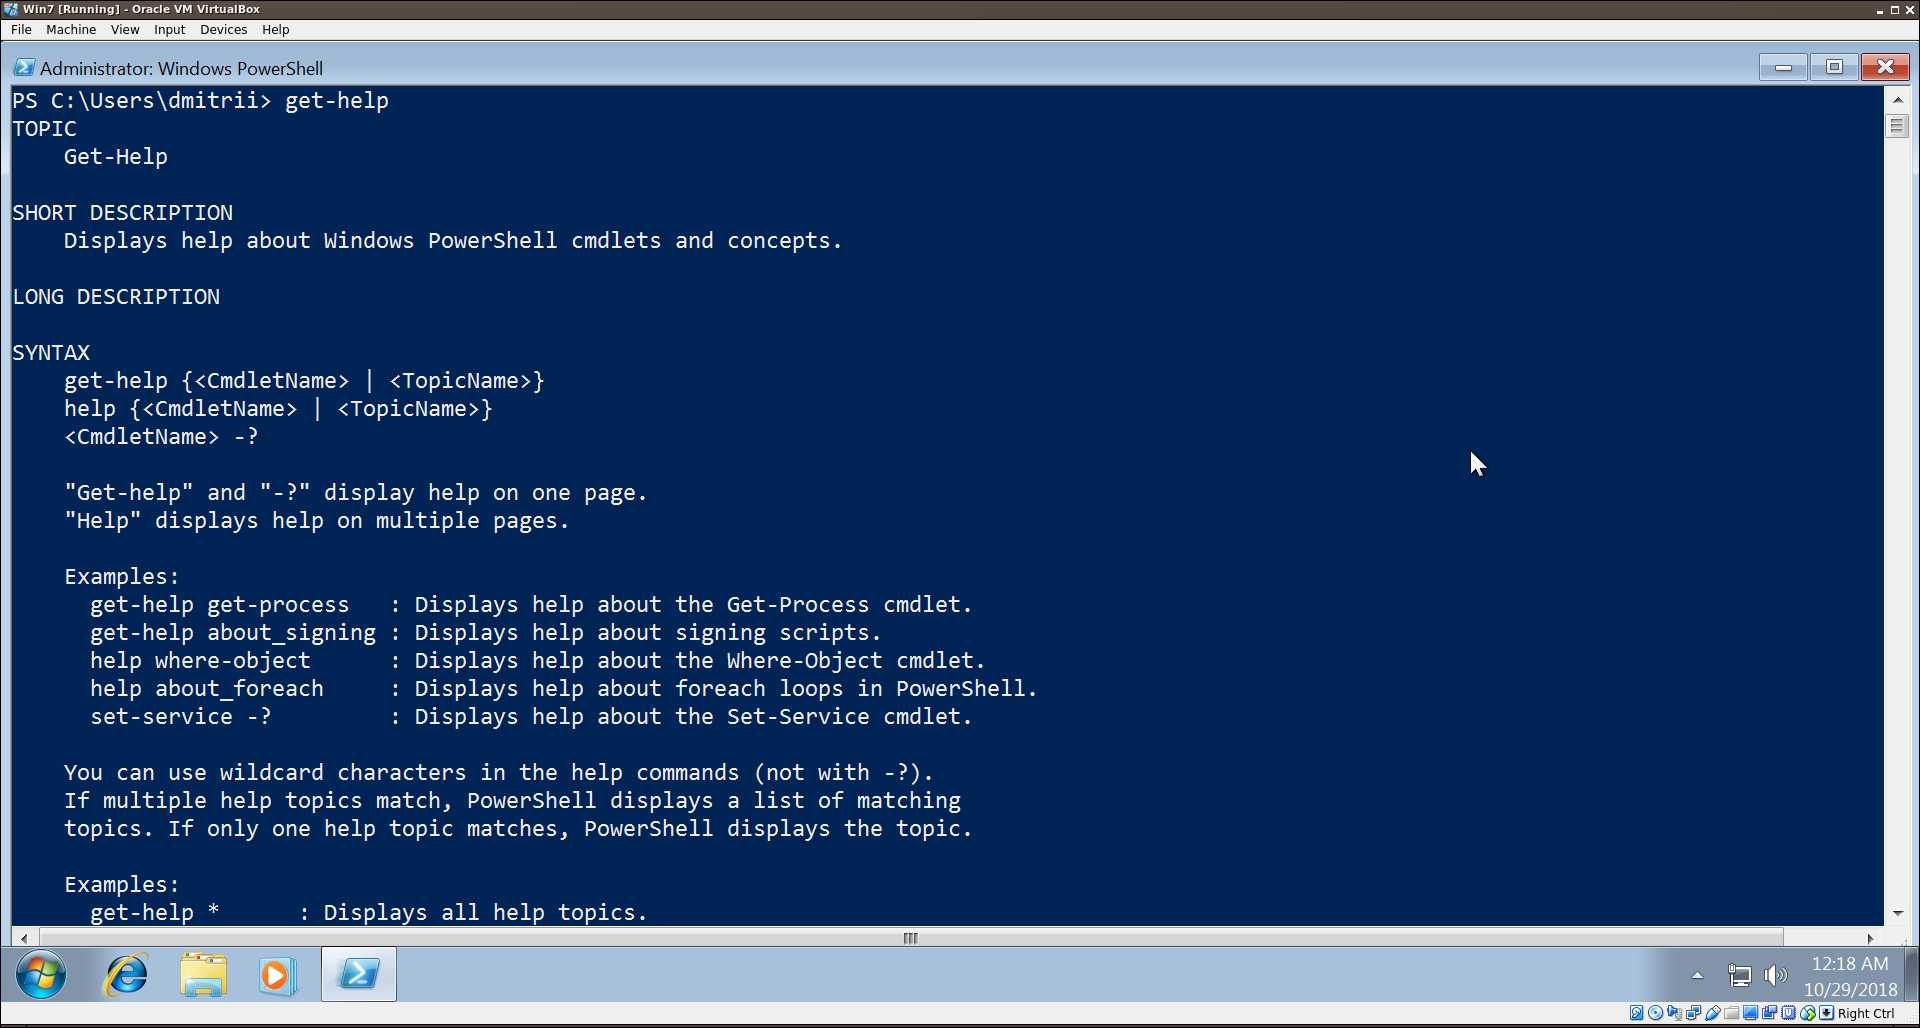 Win7 [Running] - Oracle VM VirtualBox
File Machine View Input Devices Help
Administrator: Windows PowerShell
PS C:\Users\dmitrii> get-help
TOPIC
    Get-Help

SHORT DESCRIPTION
    Displays help about Windows PowerShell cmdlets and concepts.

LONG DESCRIPTION

SYNTAX
    get-help {<CmdletName> | <TopicName>}
    help {<CmdletName> | <TopicName>}
    <CmdletName> -?

    "Get-help" and "-?" display help on one page.
    "Help" displays help on multiple pages.

    Examples:
      get-help get-process   : Displays help about the Get-Process cmdlet.
      get-help about_signing : Displays help about signing scripts.
      help where-object      : Displays help about the Where-Object cmdlet.
      help about_foreach     : Displays help about foreach loops in PowerShell.
      set-service -?         : Displays help about the Set-Service cmdlet.

    You can use wildcard characters in the help commands (not with -?).
    If multiple help topics match, PowerShell displays a list of matching
    topics. If only one help topic matches, PowerShell displays the topic.

    Examples:
      get-help *      : Displays all help topics.
12:18 AM
10/29/2018
Right Ctrl